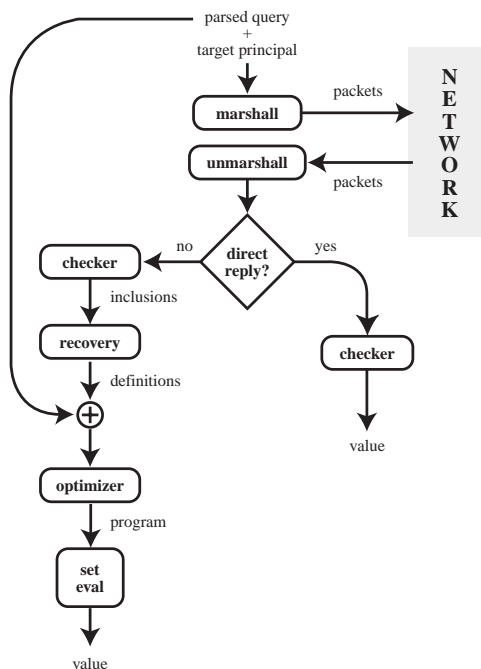 parsed query
+
target principal
marshall
packets
NETWORK
unmarshall
packets
direct
reply?
no
yes
checker
inclusions
recovery
definitions
+
checker
value
optimizer
program
set
eval
value